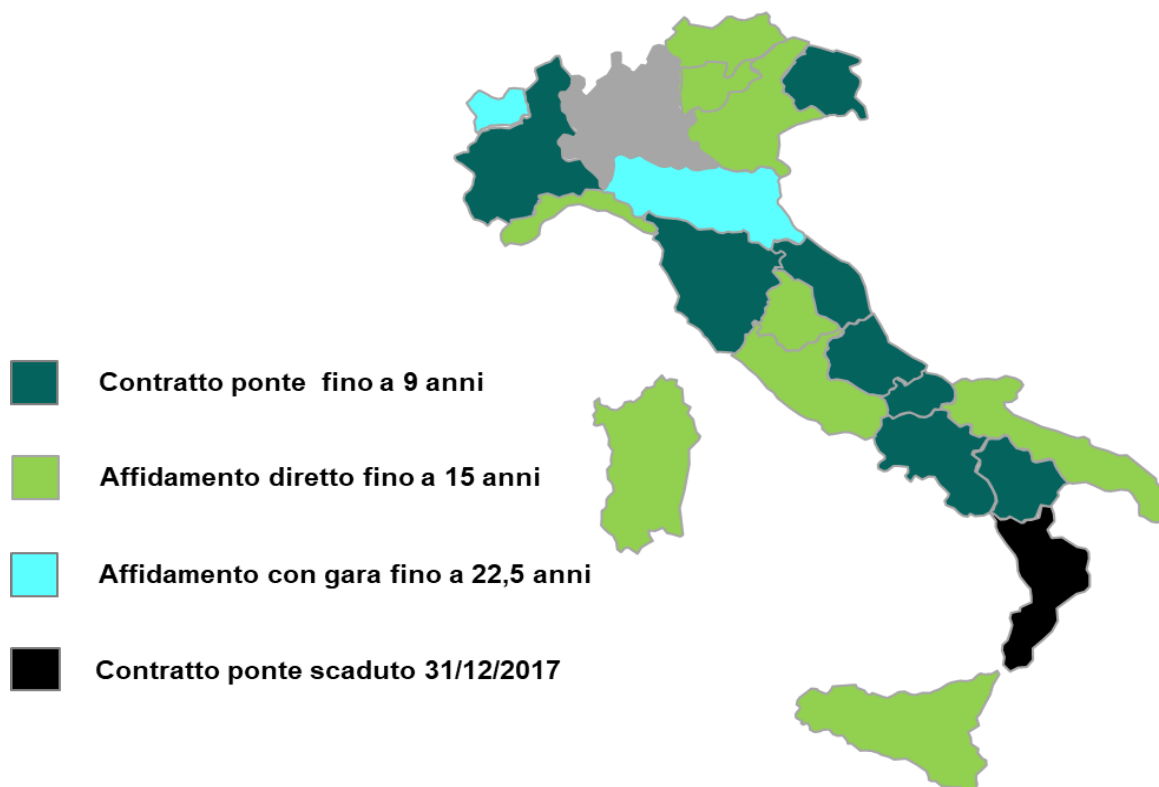 Contratto ponte fino a 9 anni
Affidamento diretto fino a 15 anni
Affidamento con gara fino a 22,5 anni
Contratto ponte scaduto 31/12/2017